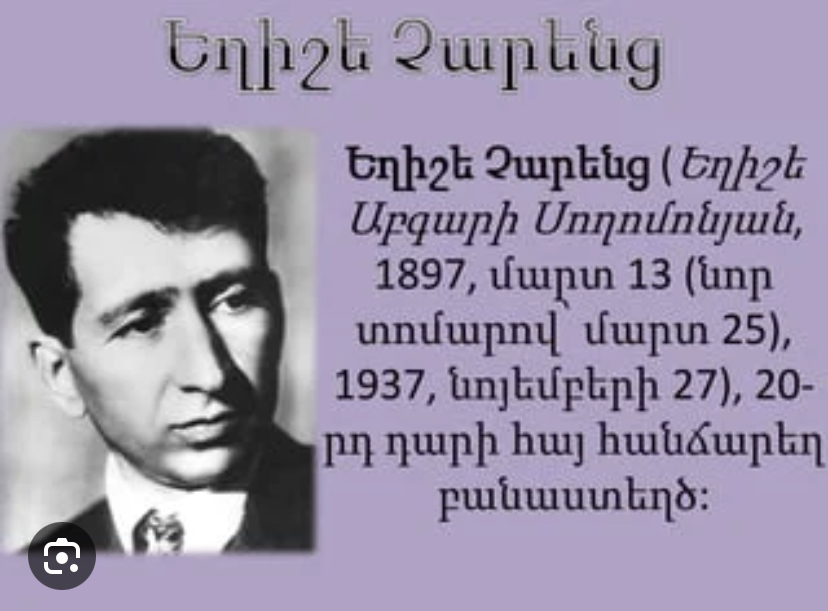 Եղիշե Չարենց
Եղիշե Չարենց (Եղիշե
Աբգարի Սողոմոնյան,
1897, մարտ 13 (նոր
տոմարով՝ մարտ 25),
1937, նոյեմբերի 27), 20-
րդ դարի հայ հանճարեղ
բանաստեղծ: